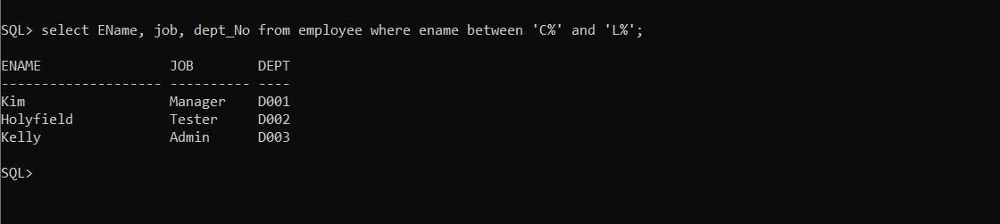 SQL> select EName, job, dept_No from employee where ename between 'C%' and 'L%';
ENAME                JOB        DEPT
-------------------- ---------- ----
Kim                  Manager    D001
Holyfield            Tester     D002
Kelly                Admin      D003
SQL>